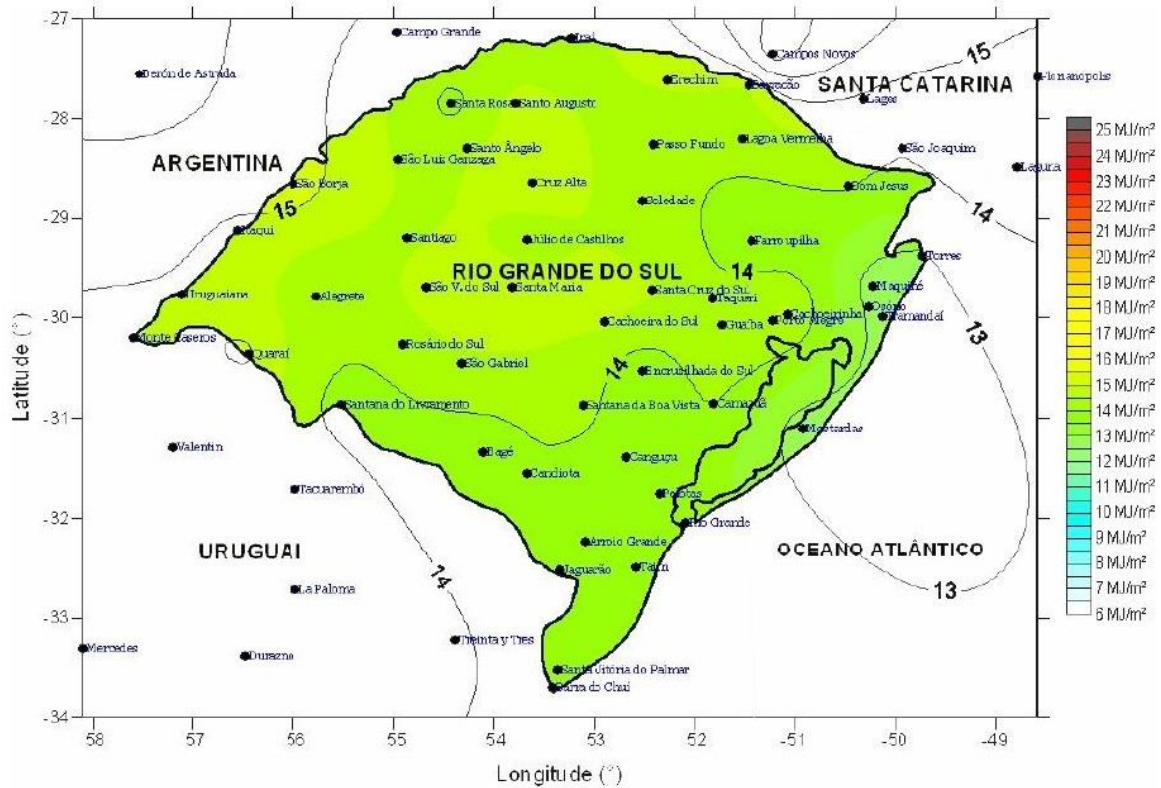 -27
Campo Grande
Iraí
Campos Novos
15
Derón de Astrada
Erechim
SANTA CATARINA
Florianopolis
Lages
Santa Rosa
Santo Augusto
-28
25 MJ/m²
24 MJ/m²
23 MJ/m²
22 MJ/m²
21 MJ/m²
20 MJ/m²
19 MJ/m²
18 MJ/m²
17 MJ/m²
16 MJ/m²
15 MJ/m²
14 MJ/m²
13 MJ/m²
12 MJ/m²
11 MJ/m²
10 MJ/m²
9 MJ/m²
8 MJ/m²
7 MJ/m²
6 MJ/m²
ARGENTINA
Santo Ângelo
Passo Fundo
Lagoa Vermelha
São Joaquim
São Luiz Gonzaga
São Borja
Cruz Alta
Bom Jesus
Soledade
15
14
-29
Itaqui
Santiago
Júlio de Castilhos
Farroupilha
Torres
RIO GRANDE DO SUL
14
Uruguaiana
Alegrete
São V. do Sul
Santa Maria
Santa Cruz do Sul
Taquari
Maquiné
Osório
Tramandaí
-30
Cachoeira do Sul
Guaíba
Porto Alegre
Cachoeirinha
13
Monte Caseros
Quaraí
Rosário do Sul
São Gabriel
14
Encruzilhada do Sul
Latitude (°)
-31
Santana do Livramento
Santana da Boa Vista
Camaquã
Mostardas
Valentin
Bagé
Canguçu
Candiota
Tacuarembó
Pelotas
-32
Rio Grande
URUGUAI
Arroio Grande
OCEANO ATLÂNTICO
Jaguarão
Taim
14
La Paloma
13
-33
Treinta y Tres
Mercedes
Durazno
Santa Vitória do Palmar
Barra do Chuí
-34
58
57
56
55
54
53
52
-51
-50
-49
Longitude (°)